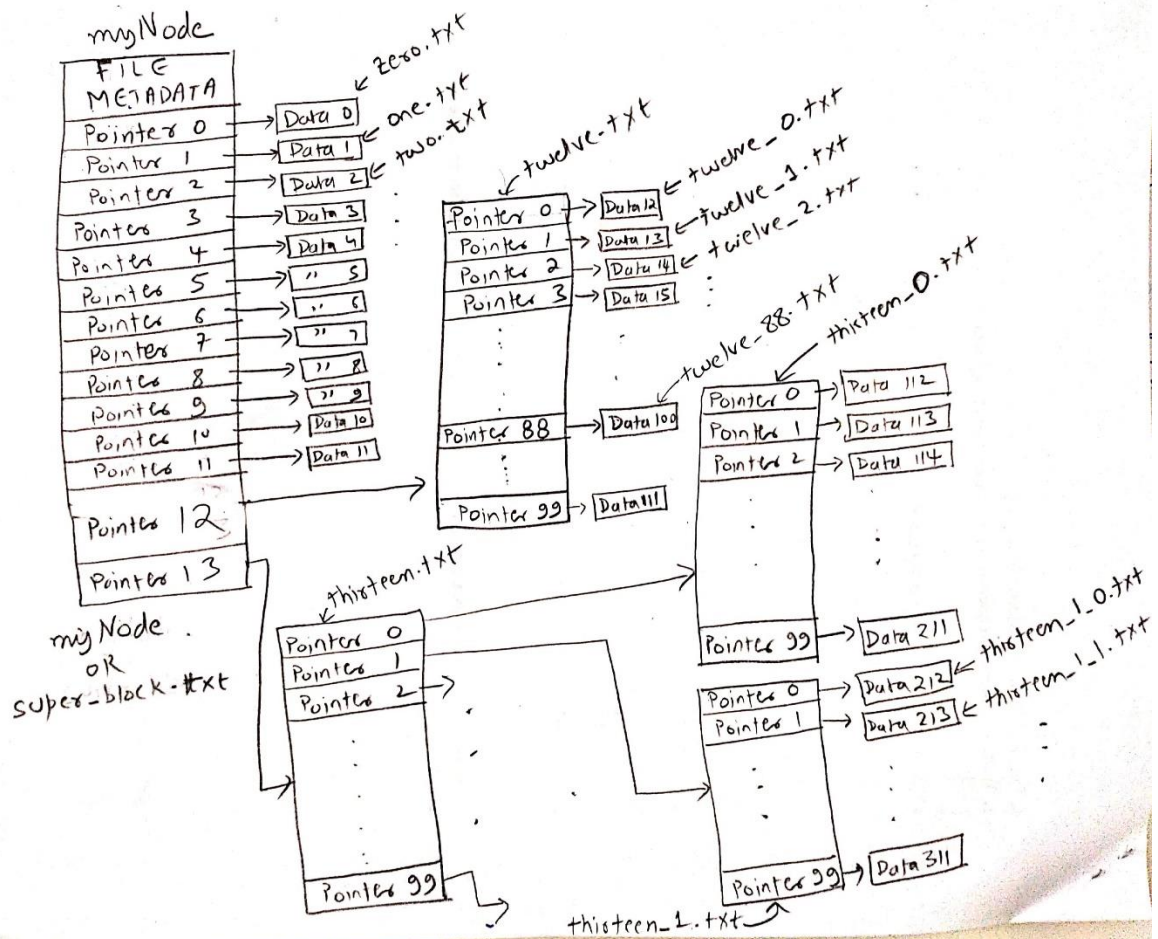 myNode
FILE
METADATA
Pointer 0
Pointer 1
Pointer 2
Pointer 3
Pointer 4
Pointer 5
Pointer 6
Pointer 7
Pointer 8
Pointer 9
Pointer 10
Pointer 11
Pointer 12
Pointer 13
myNode
OR
super_block.txt
Data 0
Data 1
Data 2
Data 3
Data 4
" 5
" 6
" 7
" 8
" 9
Data 10
Data 11
zero.txt
one.txt
two.txt
twelve.txt
Pointer 0
Pointer 1
Pointer 2
Pointer 3
Pointer 88
Pointer 99
Data 12
Data 13
Data 14
Data 15
Data 100
Data 111
twelve_0.txt
twelve_1.txt
twielve_2.txt
twelve_88.txt
thirteen_0.txt
Pointer 0
Pointer 1
Pointer 2
Pointer 99
Data 112
Data 113
Data 114
Data 211
thirteen.txt
Pointer 0
Pointer 1
Pointer 2
Pointer 99
Pointer 0
Pointer 1
Pointer 99
Data 212
Data 213
Data 311
thirteen_1_0.txt
thirteen_1_1.txt
thirteen_1.txt